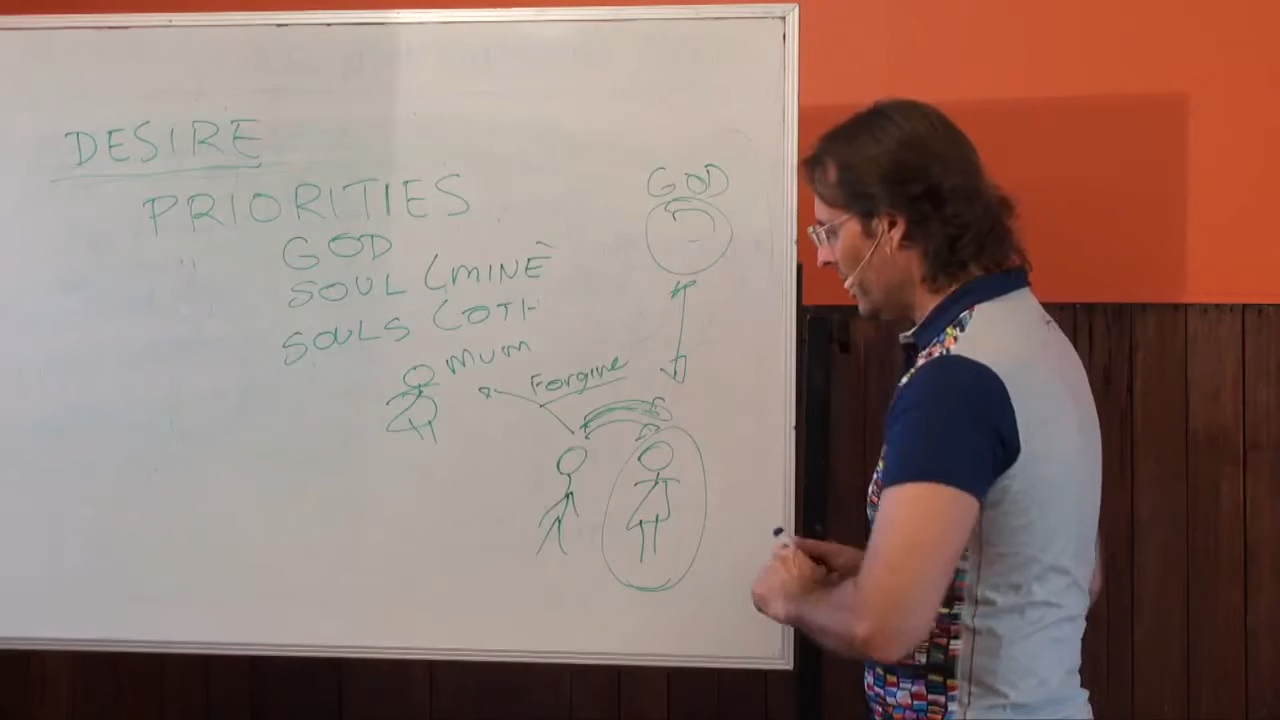 DESIRE
PRIORITIES
GOD
GOD
SOUL (MINE
SOULS (OTH
MUM
Forgive